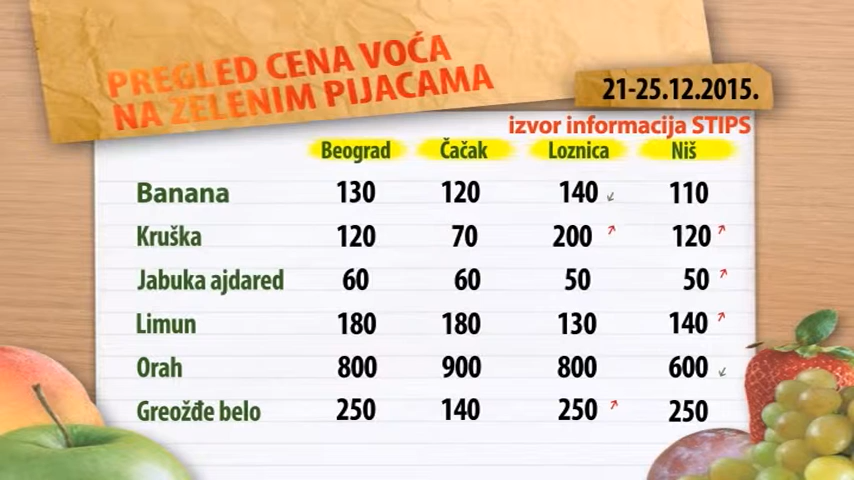 PREGLED CENA VOĆA
NA ZELENIM PIJACAMA
21-25.12.2015.
izvor informacija STIPS
Beograd Čačak Loznica Niš
Banana 130 120 140 110
Kruška 120 70 200 120
Jabuka ajdared 60 60 50 50
Limun 180 180 130 140
Orah 800 900 800 600
Greožđe belo 250 140 250 250